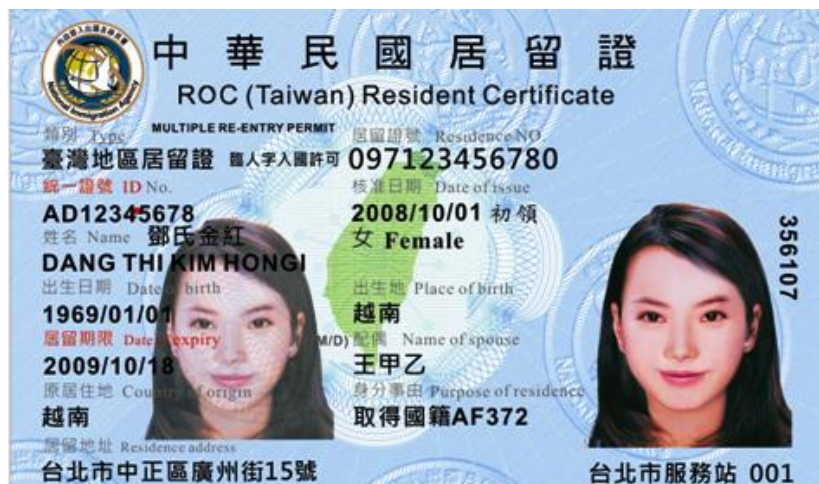 中華民國居留證
ROC (Taiwan) Resident Certificate
National Immigration Agency
類別 Type MULTIPLE RE-ENTRY PERMIT 居留證號 Residence NO.
臺灣地區居留證 臨人字入國許可 097123456780
統一證號 ID No. 核准日期 Date of issue
AD12345678 2008/10/01 初領
姓名 Name 鄧氏金紅 女 Female
DANG THI KIM HONGI
出生日期 Date of birth 出生地 Place of birth
1969/01/01 越南
居留期限 Date expiry M/D) 配偶 Name of spouse
2009/10/18 王甲乙
原居住地 Country of origin 身分事由 Purpose of residence
越南 取得國籍AF372
居留地址 Residence address
台北市中正區廣州街15號 台北市服務站 001
356107